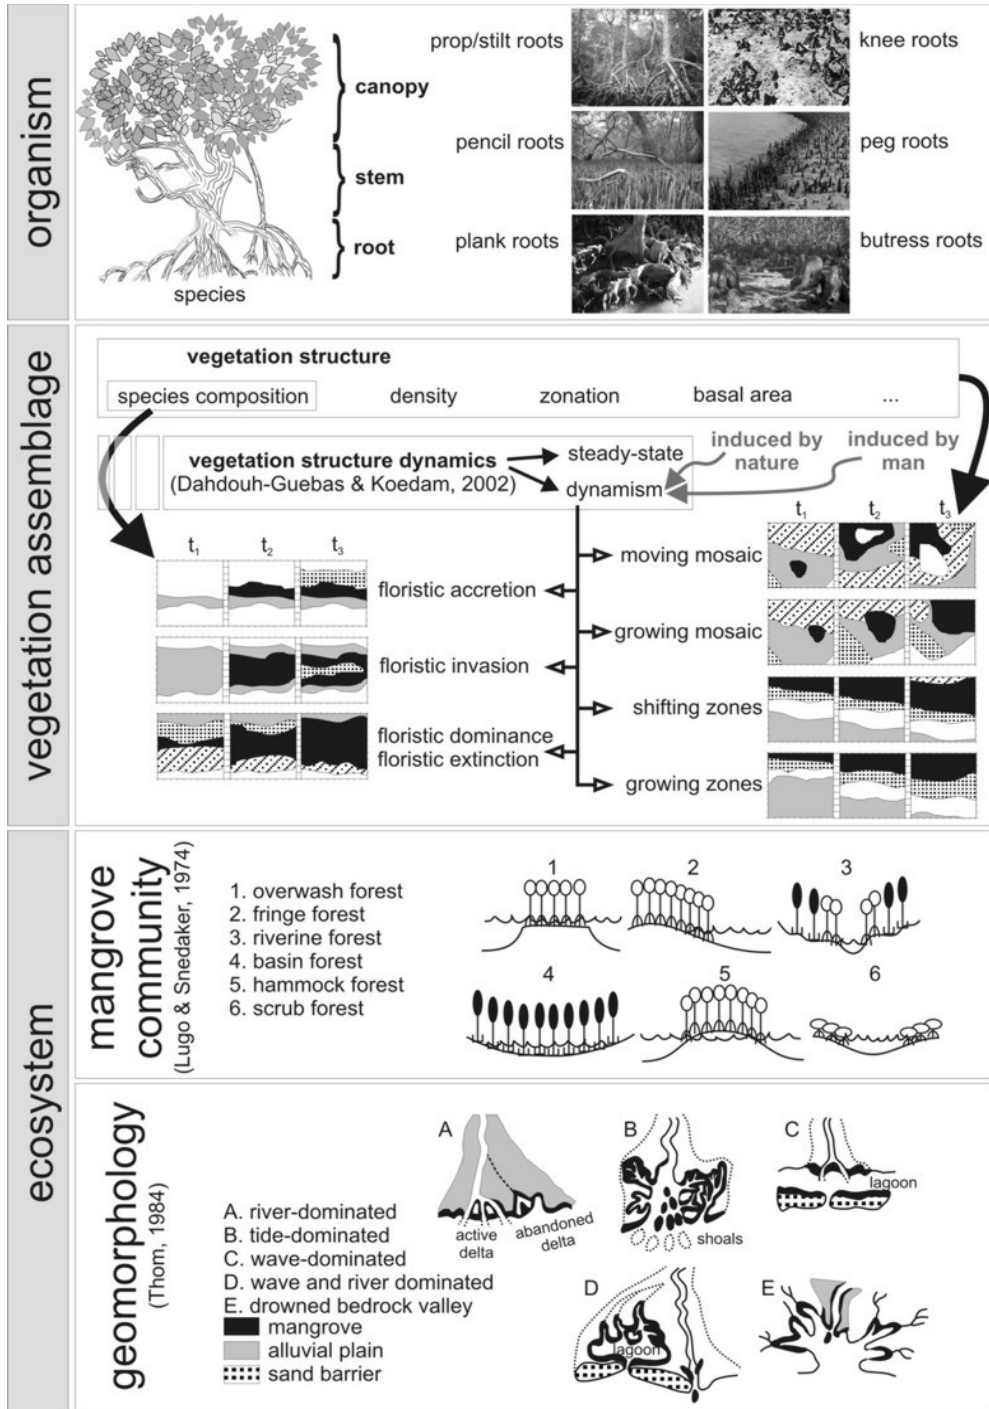 organism
canopy
stem
root
species
prop/stilt roots
knee roots
pencil roots
peg roots
plank roots
butress roots
vegetation assemblage
vegetation structure
species composition
density
zonation
basal area
...
vegetation structure dynamics
(Dahdouh-Guebas & Koedam, 2002)
steady-state
dynamism
induced by
nature
induced by
man
t1
t2
t3
floristic accretion
floristic invasion
floristic dominance
floristic extinction
t1
t2
t3
moving mosaic
growing mosaic
shifting zones
growing zones
ecosystem
mangrove
community
(Lugo & Snedaker, 1974)
1. overwash forest
2. fringe forest
3. riverine forest
4. basin forest
5. hammock forest
6. scrub forest
1
2
3
4
5
6
geomorphology
(Thom, 1984)
A. river-dominated
B. tide-dominated
C. wave-dominated
D. wave and river dominated
E. drowned bedrock valley
mangrove
alluvial plain
sand barrier
A
active
delta
abandoned
delta
B
shoals
C
lagoon
D
lagoon
E